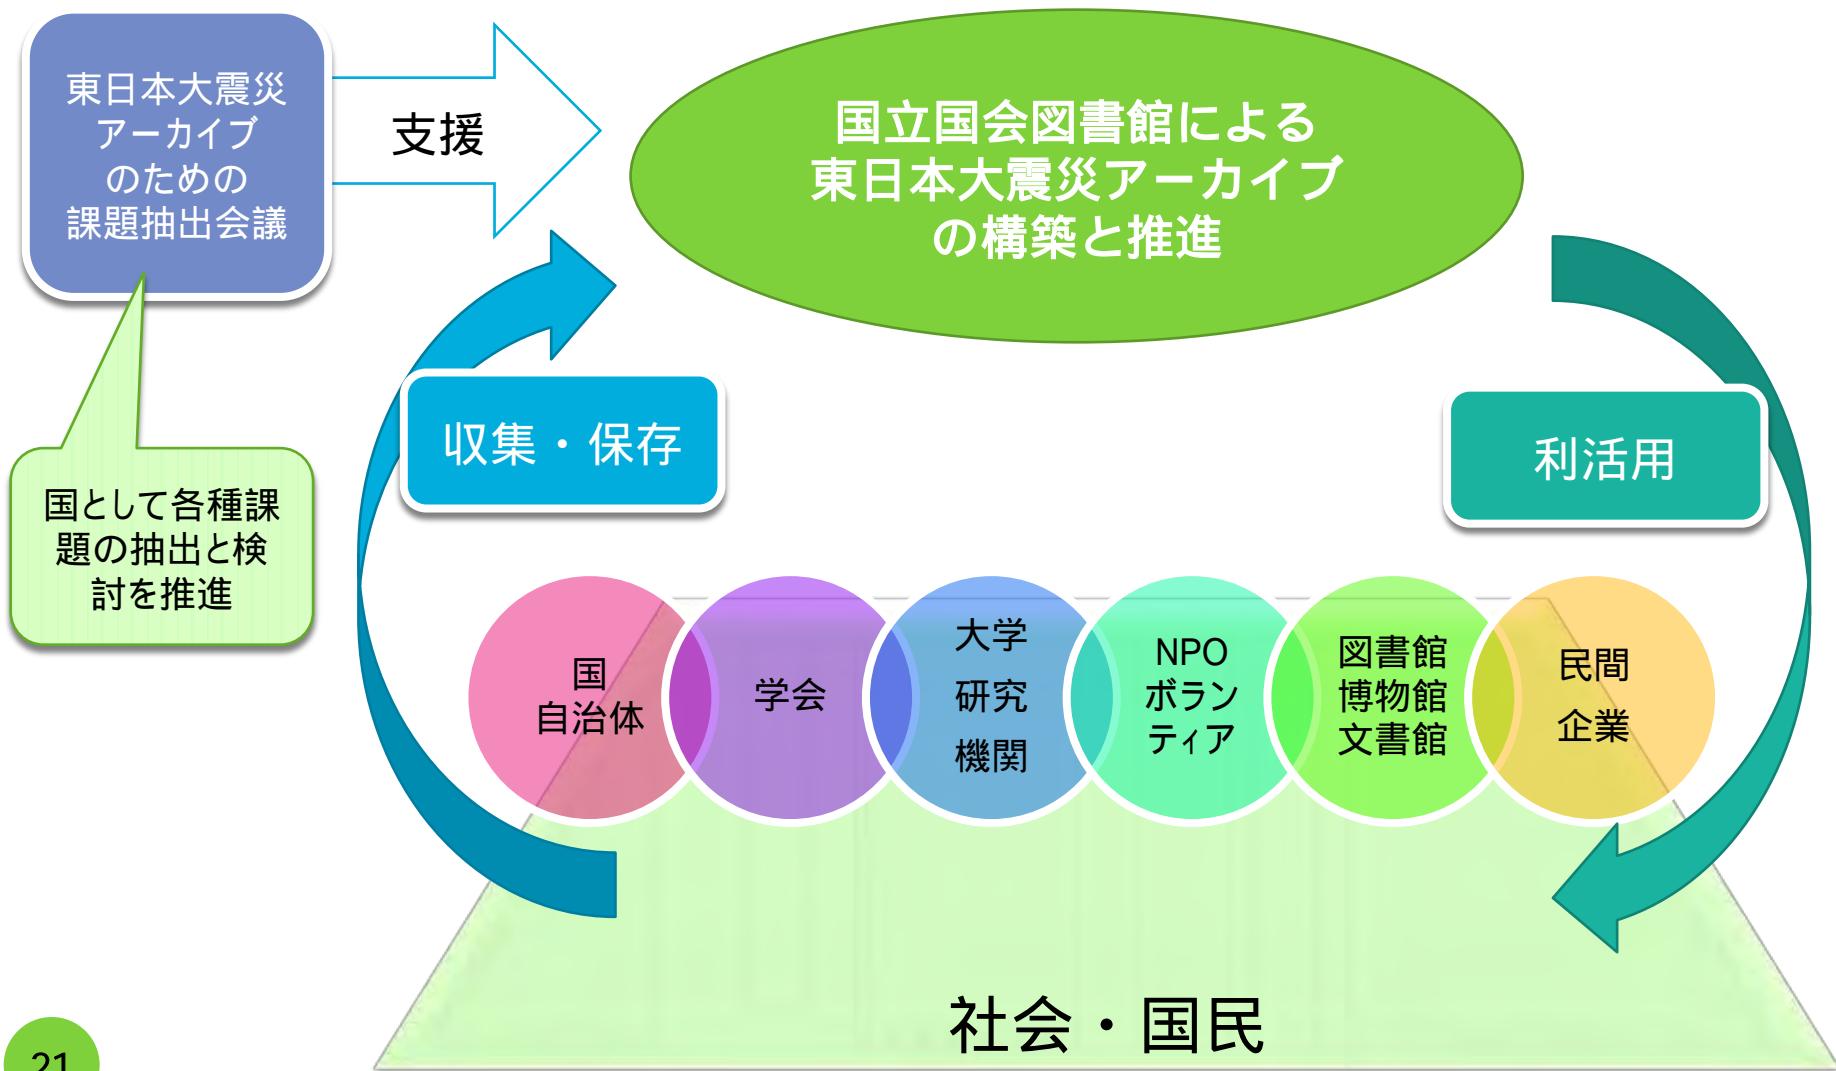 東日本大震災
アーカイブ
のための
課題抽出会議
支援
国立国会図書館による
東日本大震災アーカイブ
の構築と推進
収集・保存
利活用
国として各種課
題の抽出と検
討を推進
国
自治体
学会
大学
研究
機関
NPO
ボラン
ティア
図書館
博物館
文書館
民間
企業
社会・国民
21